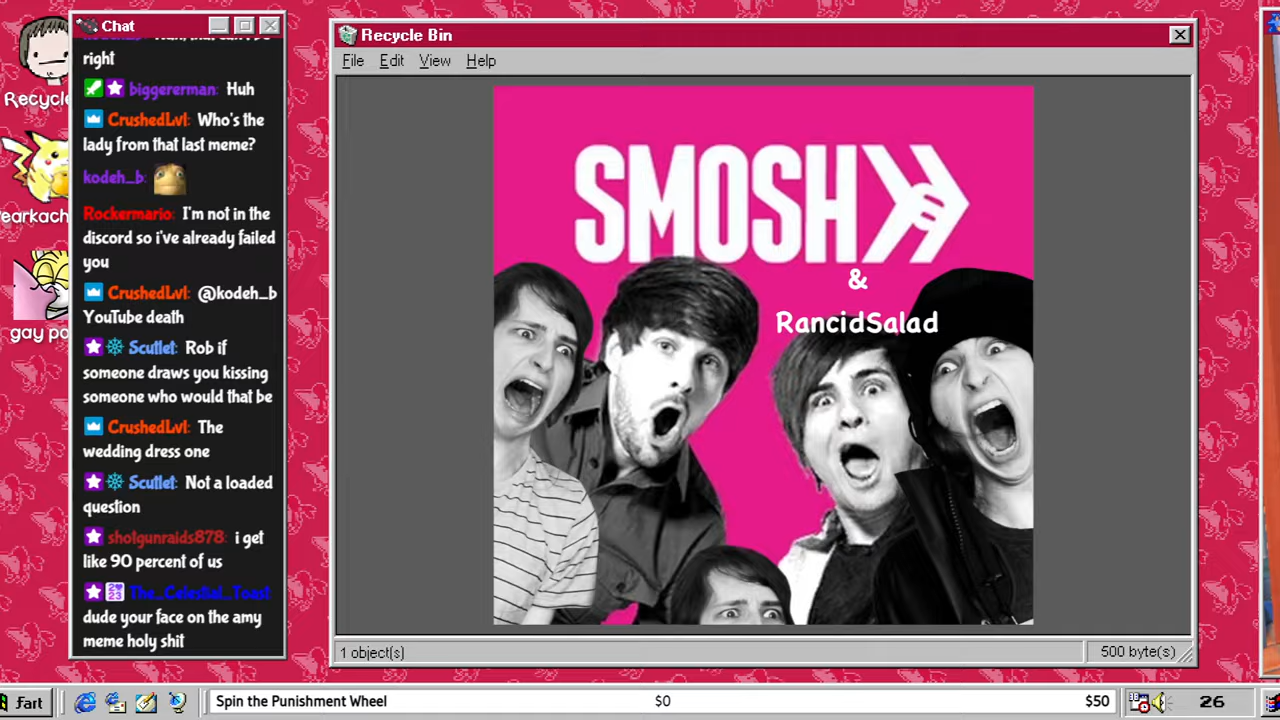 Chat
right
biggererman: Huh
CrushedLvl: Who's the
lady from that last meme?
kodeh_b:
Rockermario: I'm not in the
discord so i've already failed
you
CrushedLvl: @kodeh_b
YouTube death
Scutlet: Rob if
someone draws you kissing
someone who would that be
CrushedLvl: The
wedding dress one
Scutlet: Not a loaded
question
shotgunraids878: i get
like 90 percent of us
The_Celestial_Toast
dude your face on the amy
meme holy shit
Recycle
earkach
gay po
Recycle Bin
File Edit View Help
SMOSH
&
RancidSalad
1 object(s)
500 byte(s)
fart
Spin the Punishment Wheel
$0
$50
26